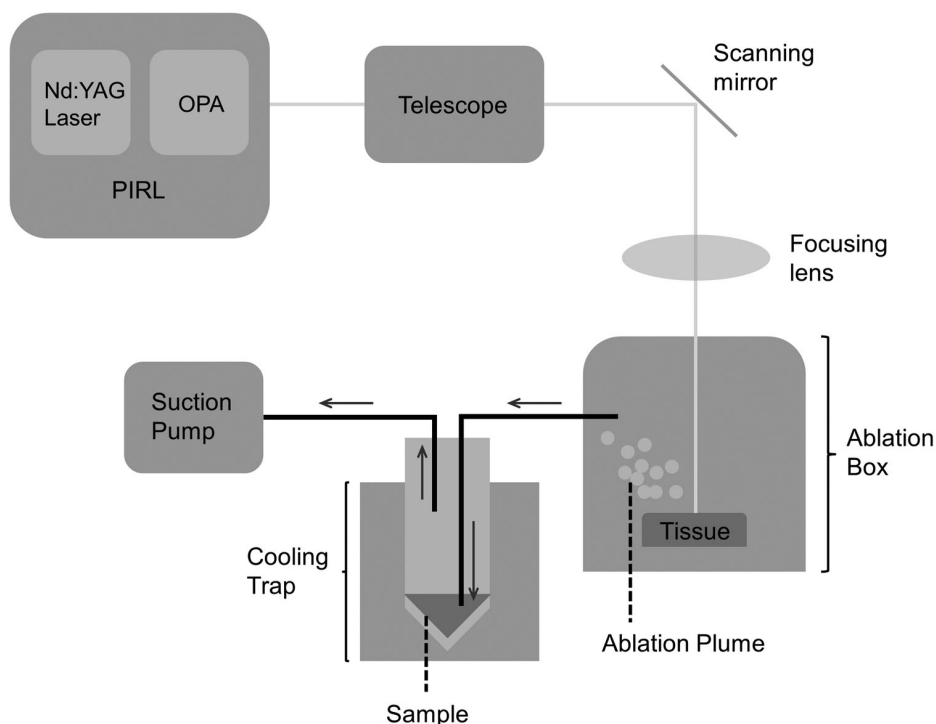 Nd:YAG
Laser
OPA
PIRL
Telescope
Scanning
mirror
Focusing
lens
Suction
Pump
Ablation
Box
Tissue
Cooling
Trap
Ablation Plume
Sample